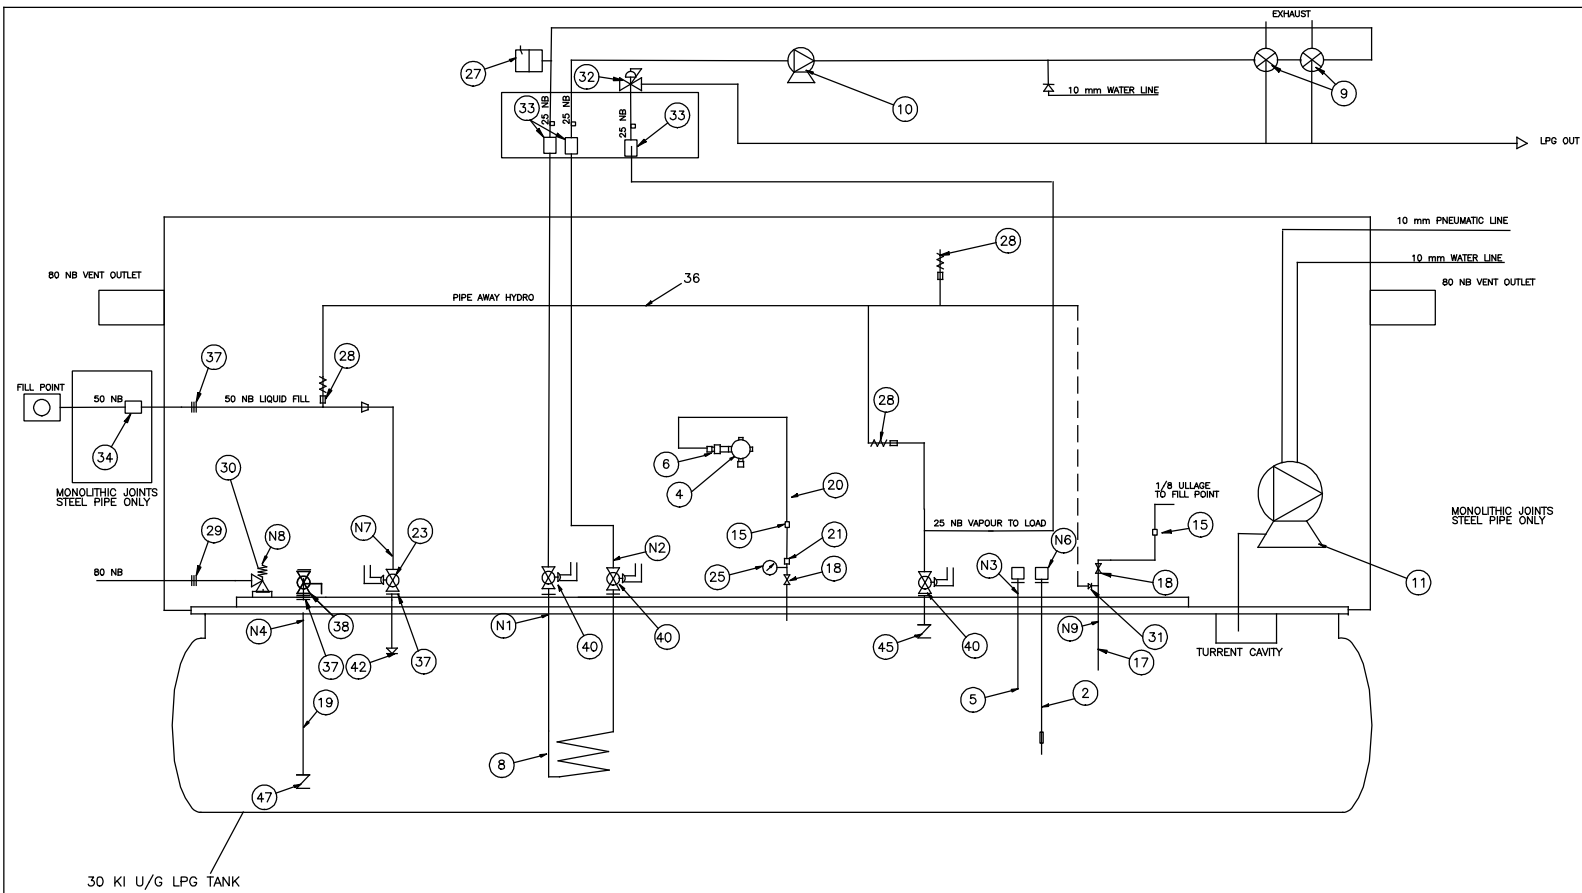 EXHAUST
27
32
10
9
10 mm WATER LINE
33
25 NB
25 NB
25 NB
33
LPG OUT
10 mm PNEUMATIC LINE
10 mm WATER LINE
80 NB VENT OUTLET
28
36
PIPE AWAY HYDRO
80 NB VENT OUTLET
37
28
FILL POINT
50 NB
50 NB LIQUID FILL
28
34
30
6
4
20
MONOLITHIC JOINTS
STEEL PIPE ONLY
1/8 ULLAGE
TO FILL POINT
MONOLITHIC JOINTS
STEEL PIPE ONLY
29
N8
N7
23
15
25 NB VAPOUR TO LOAD
15
N2
21
N6
N3
80 NB
25
18
18
11
N4
38
N1
40
40
N9
31
37
42
37
45
40
17
TURRENT CAVITY
19
5
2
8
47
30 Kl U/G LPG TANK